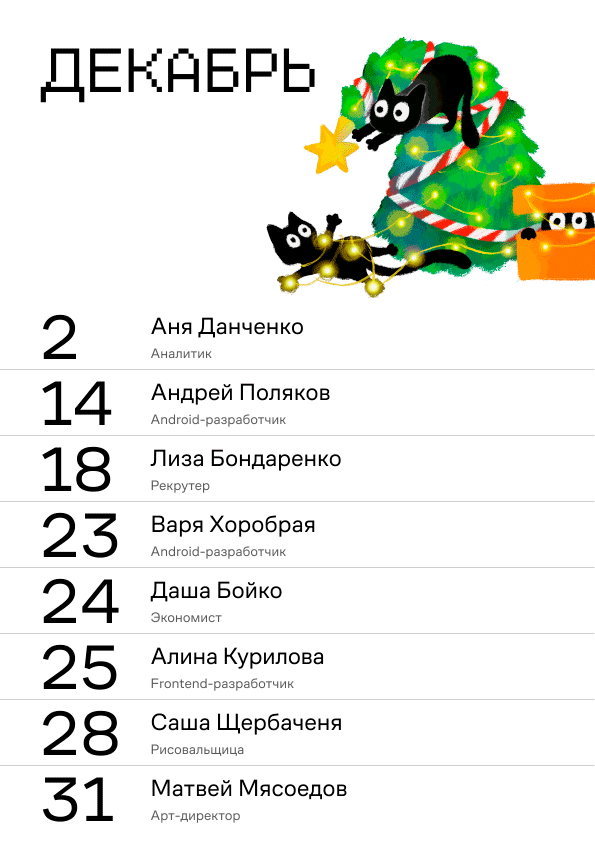 ДЕКАБРЬ
2
Аня Данченко
Аналитик
14
Андрей Поляков
Android-разработчик
18
Лиза Бондаренко
Рекрутер
23
Варя Хоробрая
Android-разработчик
24
Даша Бойко
Экономист
25
Алина Курилова
Frontend-разработчик
28
Саша Щербаченя
Рисовальщица
31
Матвей Мясоедов
Арт-директор